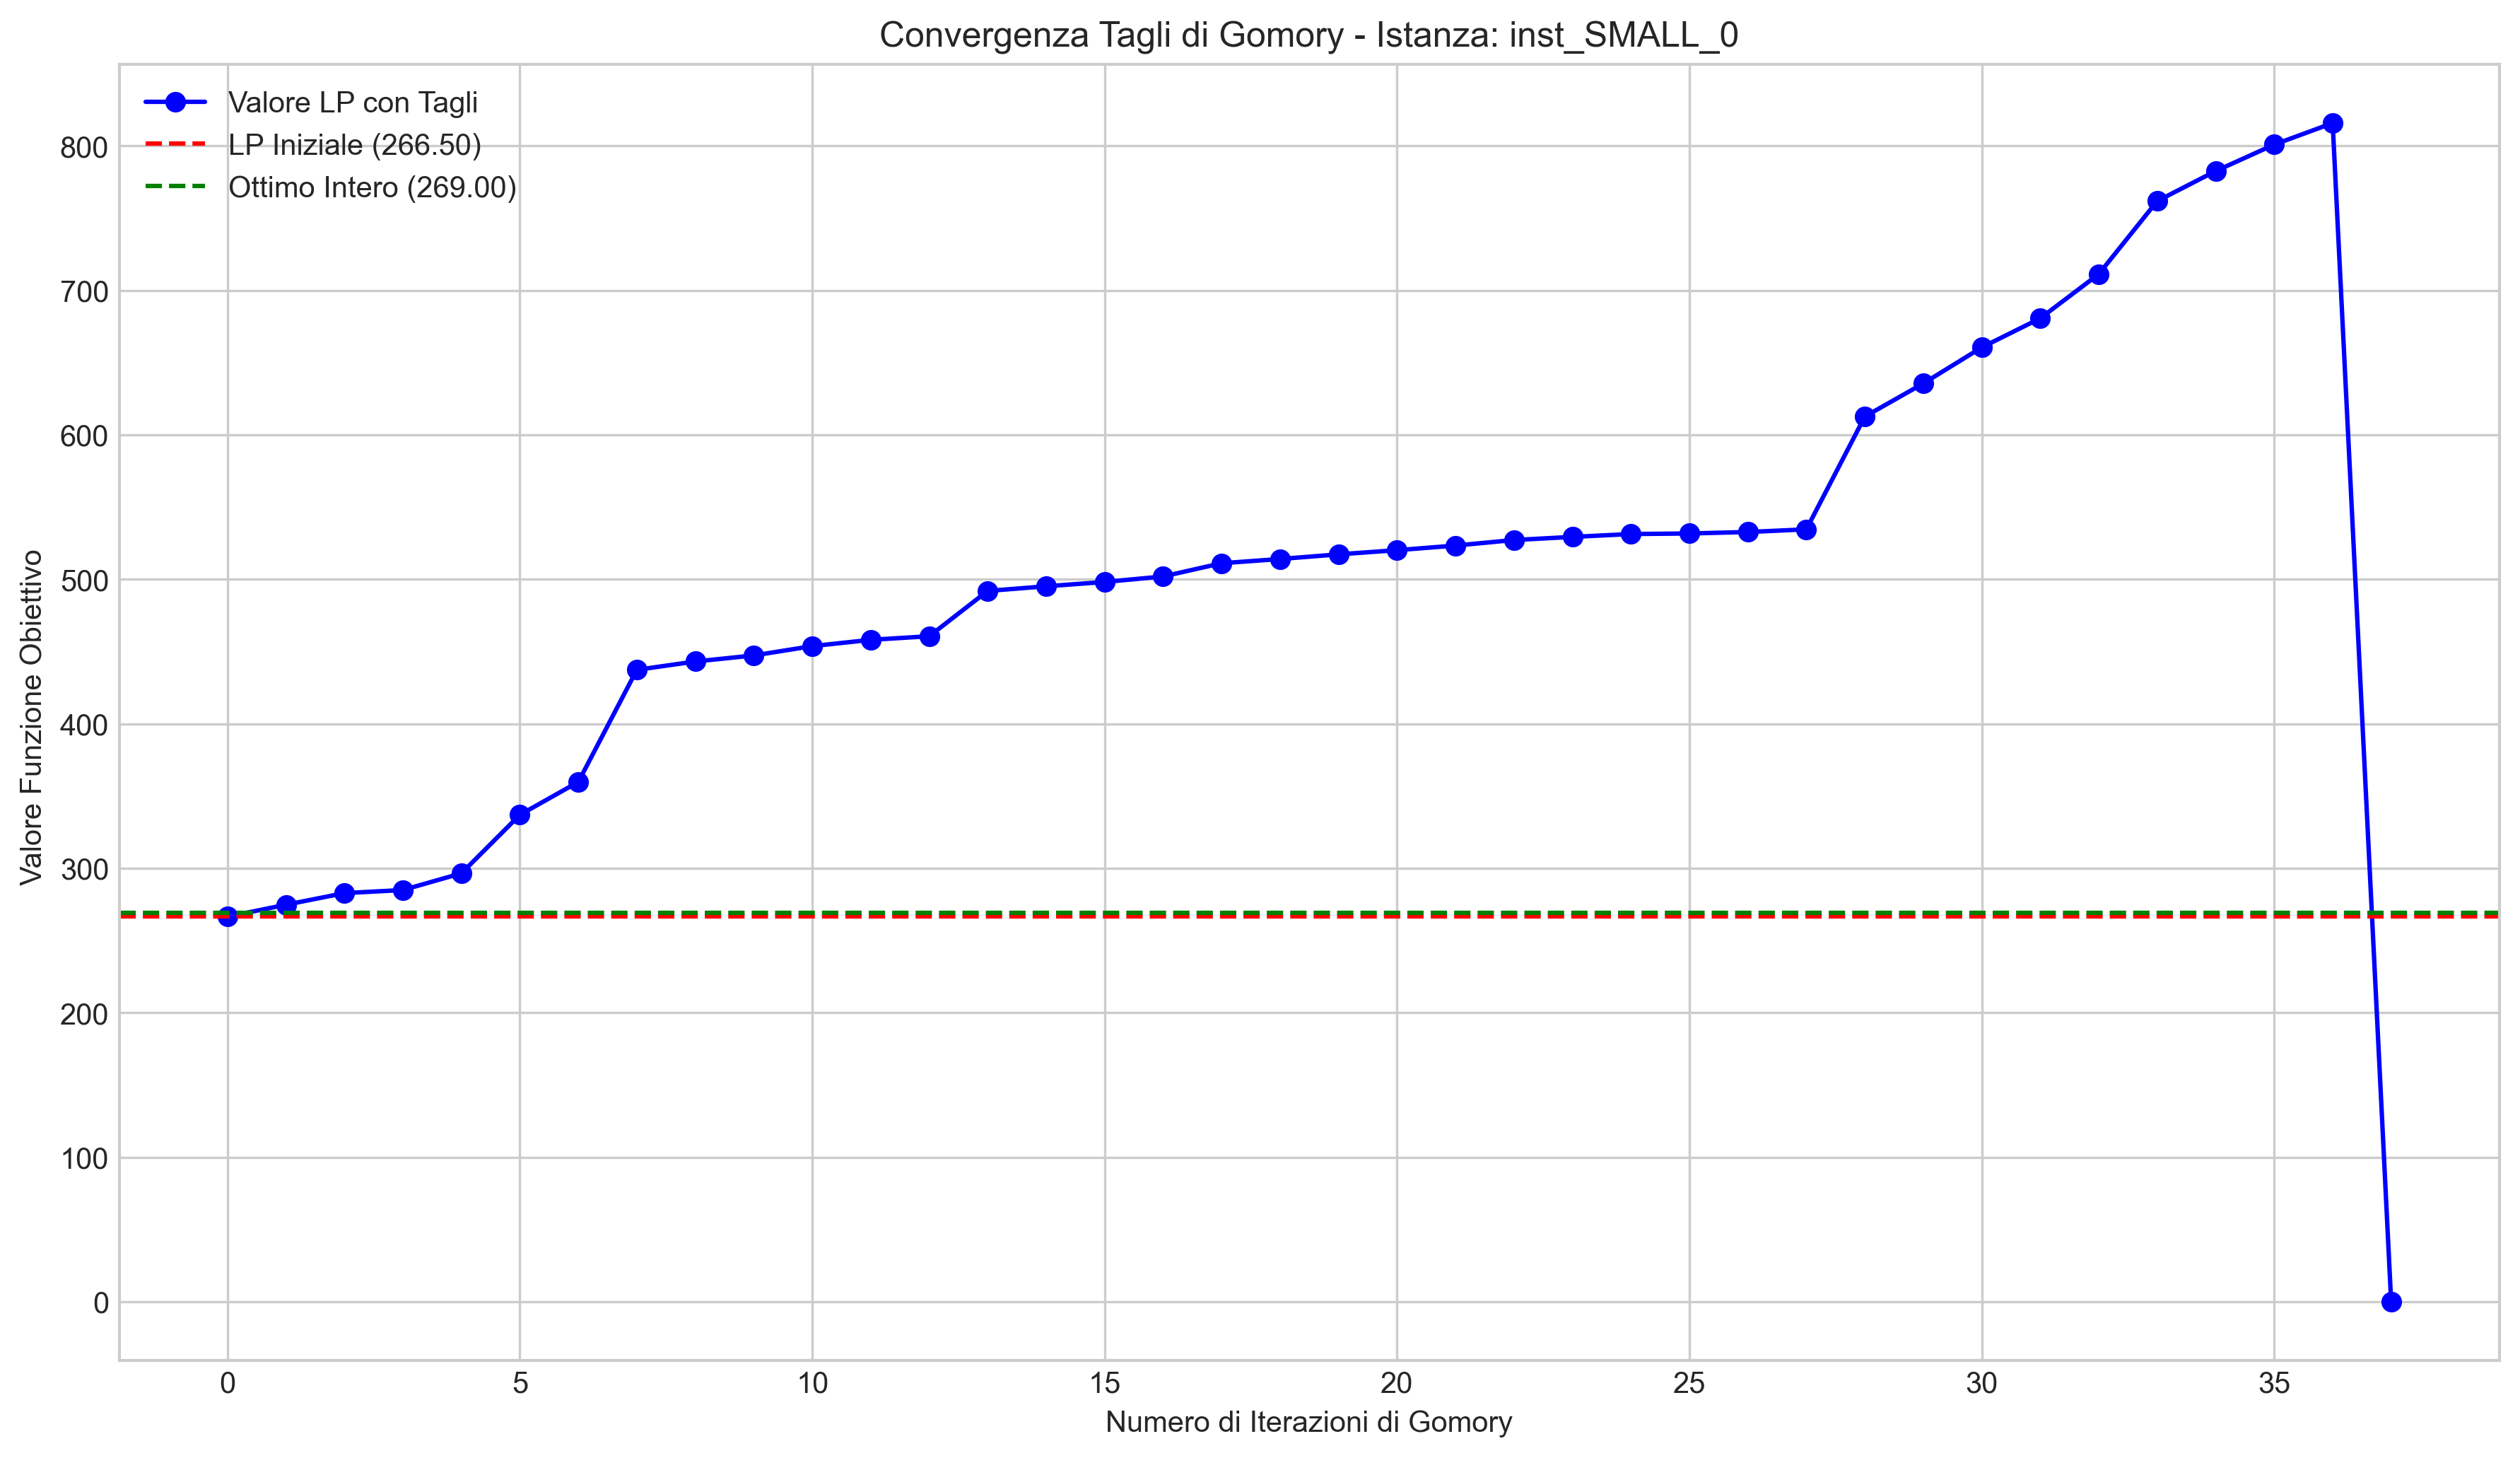 Convergenza Tagli di Gomory - Istanza: inst_SMALL_0
Valore LP con Tagli
LP Iniziale (266.50)
Ottimo Intero (269.00)
Valore Funzione Obiettivo
800
700
600
500
400
300
200
100
0
0 5 10 15 20 25 30 35
Numero di Iterazioni di Gomory